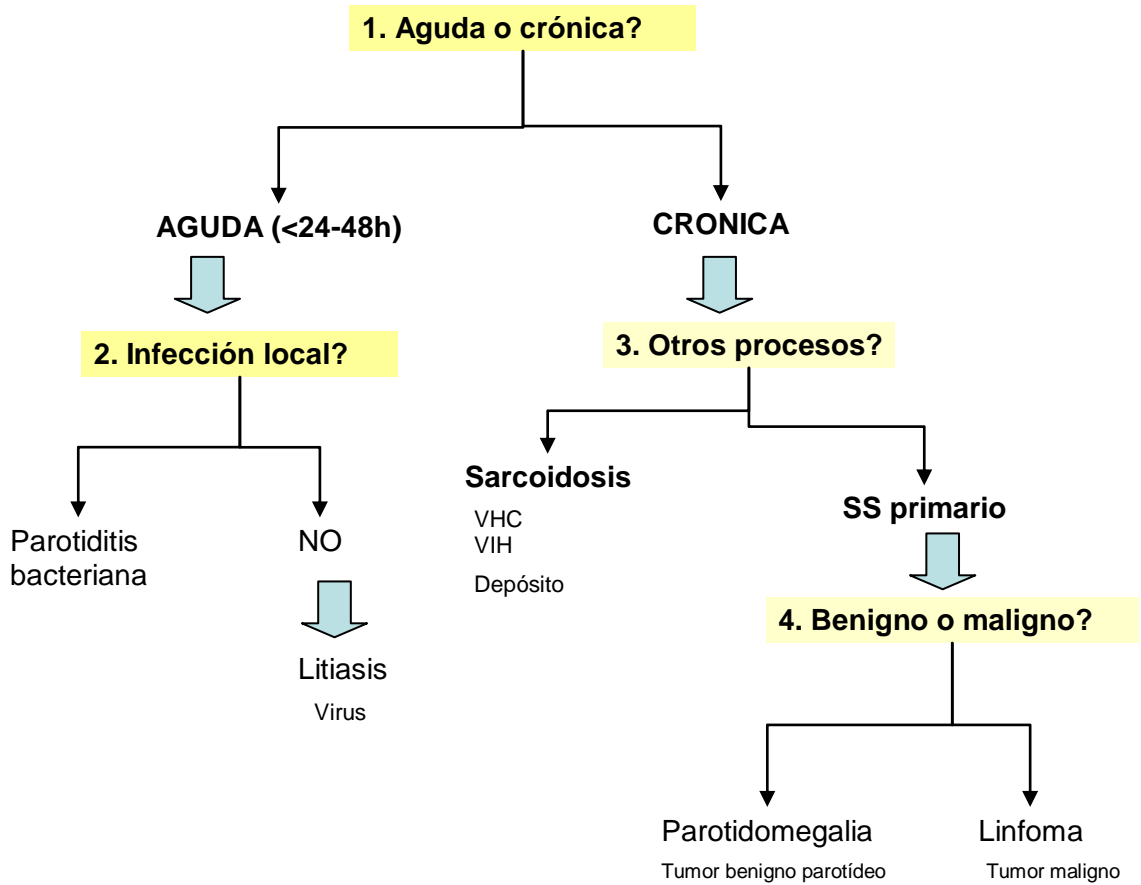 1. Aguda o crónica?
AGUDA (<24-48h)
CRONICA
2. Infección local?
3. Otros procesos?
Parotiditis
bacteriana
NO
Litiasis
Virus
Sarcoidosis
VHC
VIH
Depósito
SS primario
4. Benigno o maligno?
Parotidomegalia
Tumor benigno parotídeo
Linfoma
Tumor maligno